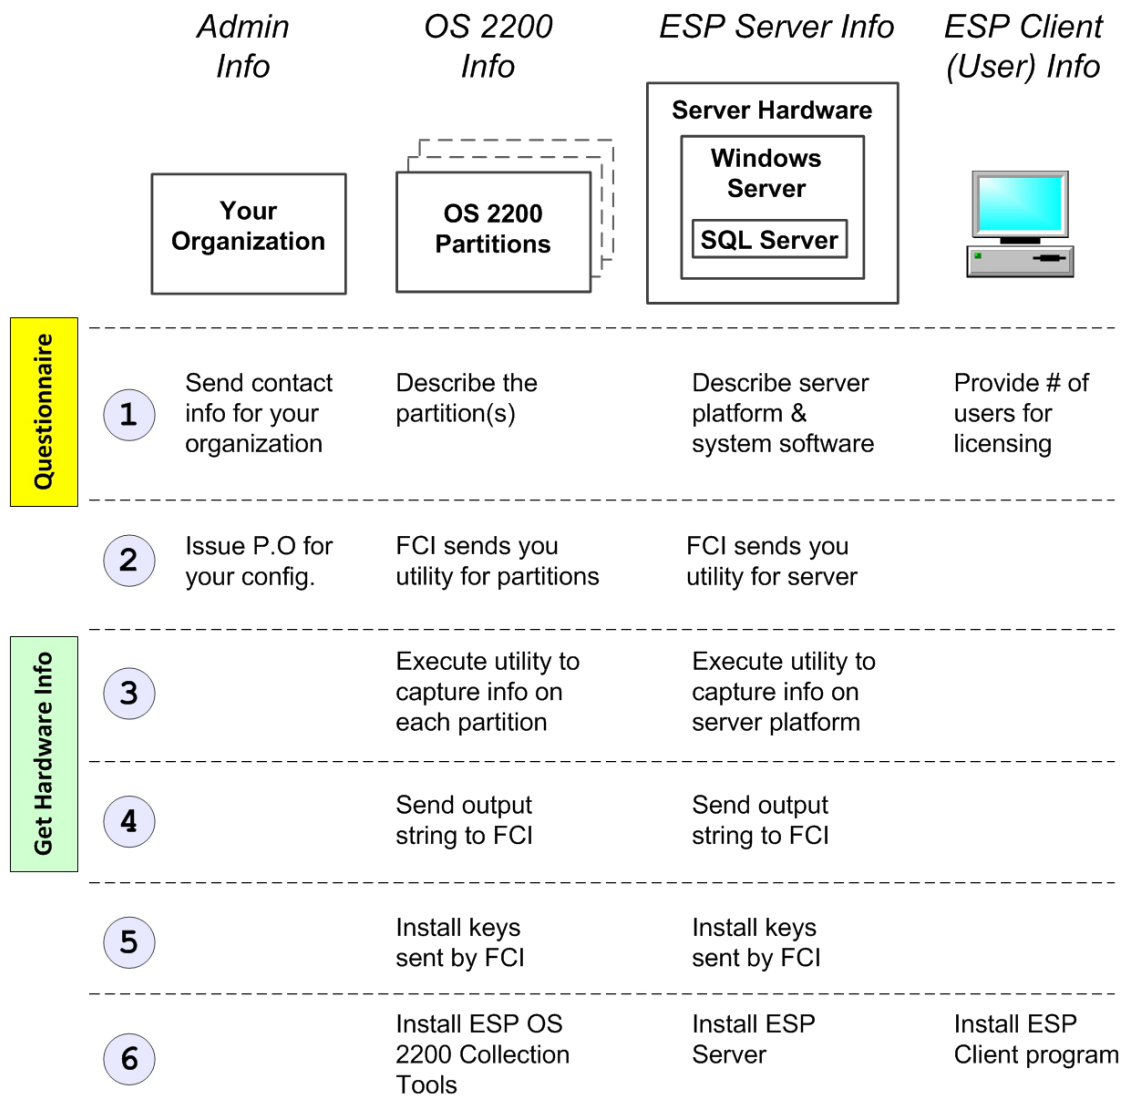 Admin
Info
OS 2200
Info
ESP Server Info
ESP Client
(User) Info
Your
Organization
OS 2200
Partitions
Server Hardware
Windows
Server
SQL Server
Questionnaire
1
Send contact
info for your
organization
Describe the
partition(s)
Describe server
platform &
system software
Provide # of
users for
licensing
2
Issue P.O for
your config.
FCI sends you
utility for partitions
FCI sends you
utility for server
Get Hardware Info
3
Execute utility to
capture info on
each partition
Execute utility to
capture info on
server platform
4
Send output
string to FCI
Send output
string to FCI
5
Install keys
sent by FCI
Install keys
sent by FCI
6
Install ESP OS
2200 Collection
Tools
Install ESP
Server
Install ESP
Client program